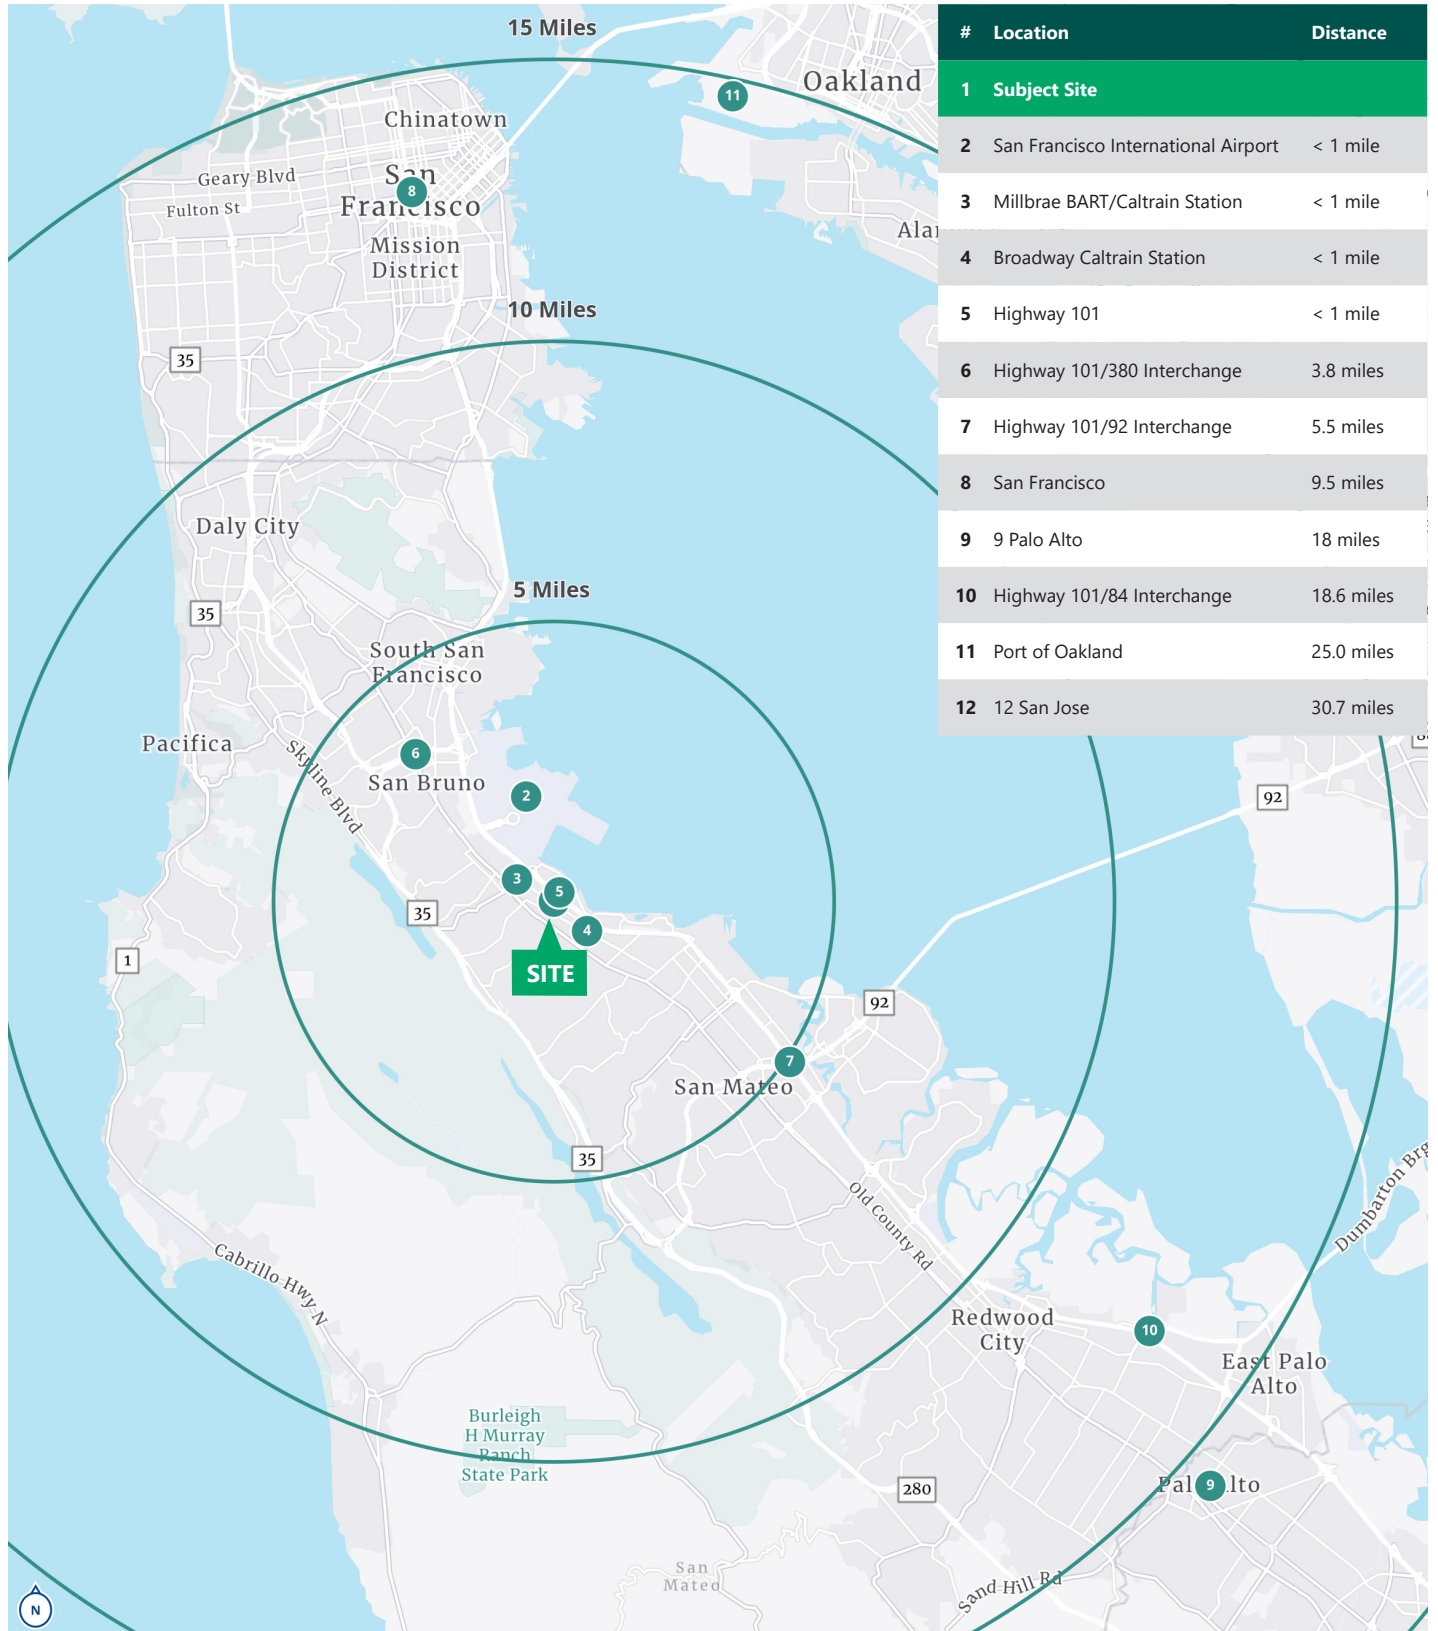 15 Miles
Oakland
11
Chinatown
San
Francisco
8
Geary Blvd
Fulton St
Mission
District
10 Miles
35
Daly City
5 Miles
35
South San
Francisco
Pacifica
Skyline Blvd
6
San Bruno
2
3
5
4
SITE
35
1
92
92
7
San Mateo
35
Old County Rd
Cabrillo Hwy N
Dumbarton Brg
Redwood
City
10
East Palo
Alto
Burleigh
H Murray
Ranch
State Park
280
9
San
Mateo
Sand Hill Rd
N
# Location Distance
1 Subject Site
2 San Francisco International Airport < 1 mile
3 Millbrae BART/Caltrain Station < 1 mile
4 Broadway Caltrain Station < 1 mile
5 Highway 101 < 1 mile
6 Highway 101/380 Interchange 3.8 miles
7 Highway 101/92 Interchange 5.5 miles
8 San Francisco 9.5 miles
9 9 Palo Alto 18 miles
10 Highway 101/84 Interchange 18.6 miles
11 Port of Oakland 25.0 miles
12 12 San Jose 30.7 miles